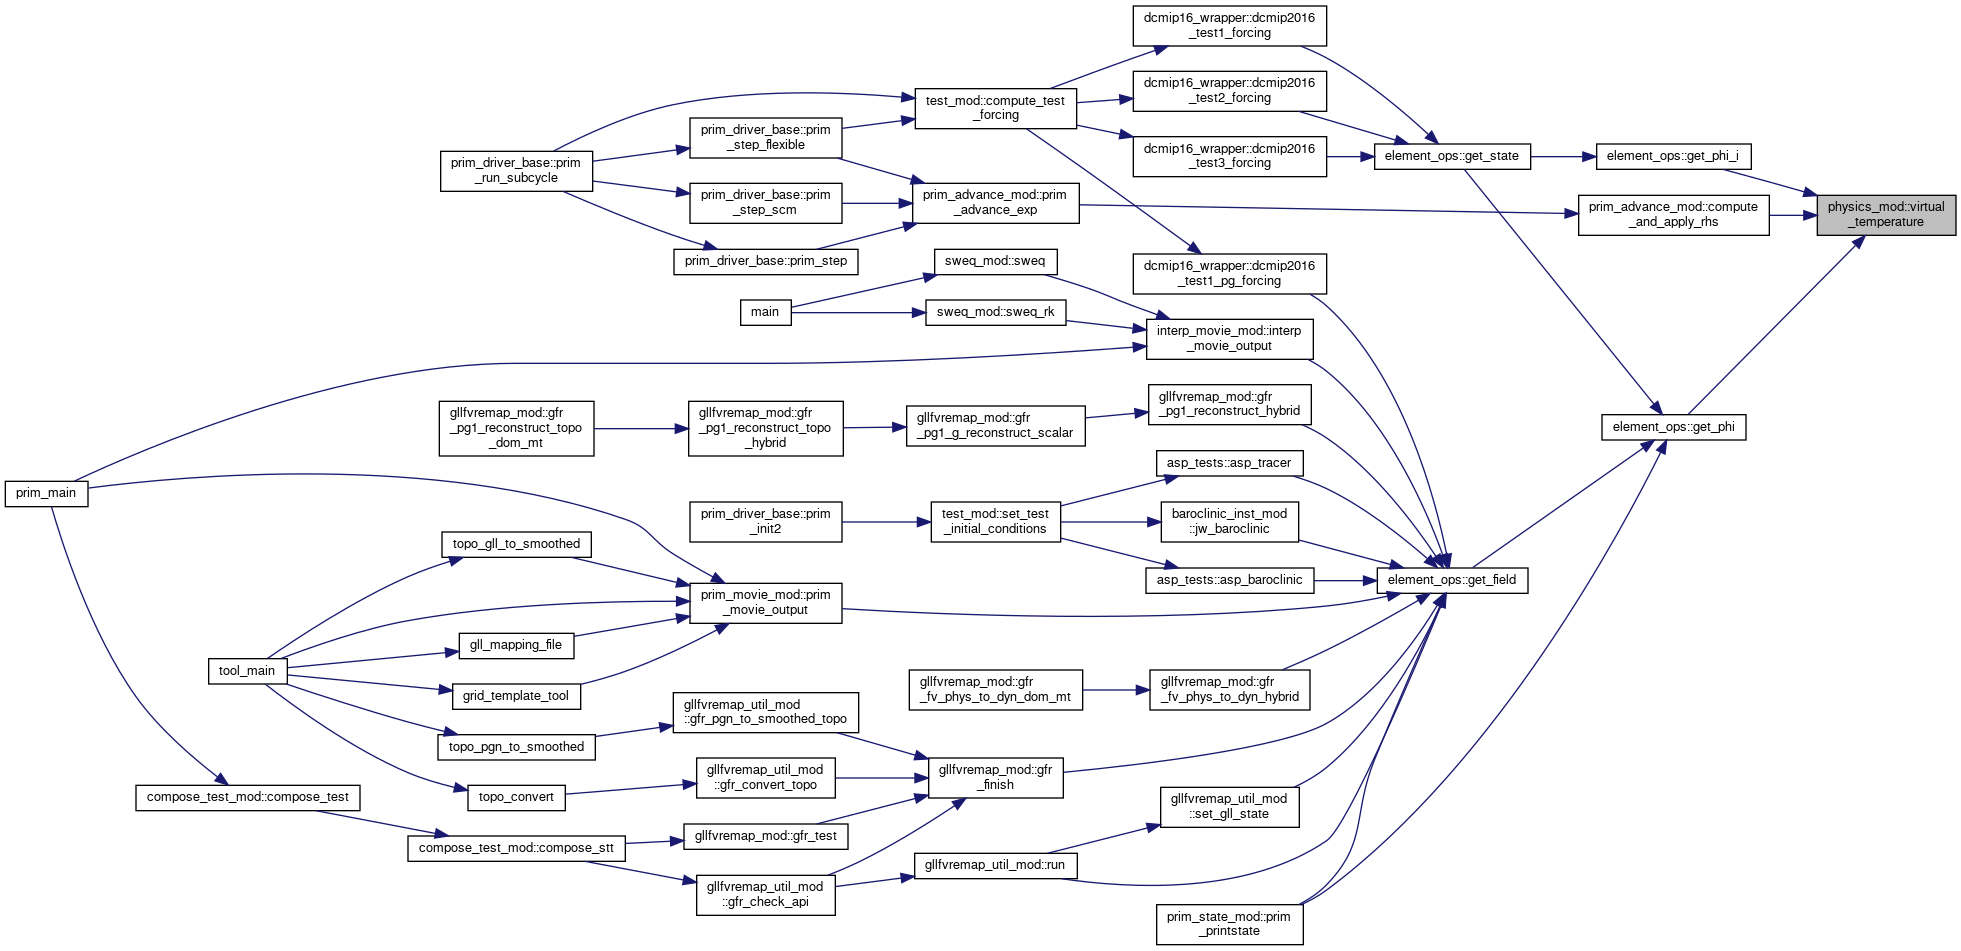 dcmip16_wrapper::dcmip2016
_test1_forcing
dcmip16_wrapper::dcmip2016
_test2_forcing
test_mod::compute_test
_forcing
prim_driver_base::prim
_step_flexible
dcmip16_wrapper::dcmip2016
_test3_forcing
element_ops::get_state
element_ops::get_phi_i
prim_driver_base::prim
_run_subcycle
prim_driver_base::prim
_step_scm
prim_advance_mod::prim
_advance_exp
prim_advance_mod::compute
_and_apply_rhs
physics_mod::virtual
_temperature
prim_driver_base::prim_step
sweq_mod::sweq
dcmip16_wrapper::dcmip2016
_test1_pg_forcing
main
sweq_mod::sweq_rk
interp_movie_mod::interp
_movie_output
gllfvremap_mod::gfr
_pg1_reconstruct_topo
_dom_mt
gllfvremap_mod::gfr
_pg1_reconstruct_topo
_hybrid
gllfvremap_mod::gfr
_pg1_g_reconstruct_scalar
gllfvremap_mod::gfr
_pg1_reconstruct_hybrid
element_ops::get_phi
asp_tests::asp_tracer
prim_main
prim_driver_base::prim
_init2
test_mod::set_test
_initial_conditions
baroclinic_inst_mod
::jw_baroclinic
topo_gll_to_smoothed
asp_tests::asp_baroclinic
element_ops::get_field
prim_movie_mod::prim
_movie_output
gll_mapping_file
tool_main
grid_template_tool
gllfvremap_mod::gfr
_fv_phys_to_dyn_dom_mt
gllfvremap_mod::gfr
_fv_phys_to_dyn_hybrid
gllfvremap_util_mod
::gfr_pgn_to_smoothed_topo
topo_pgn_to_smoothed
gllfvremap_util_mod
::gfr_convert_topo
gllfvremap_mod::gfr
_finish
compose_test_mod::compose_test
topo_convert
gllfvremap_util_mod
::set_gll_state
gllfvremap_mod::gfr_test
compose_test_mod::compose_stt
gllfvremap_util_mod::run
gllfvremap_util_mod
::gfr_check_api
prim_state_mod::prim
_printstate